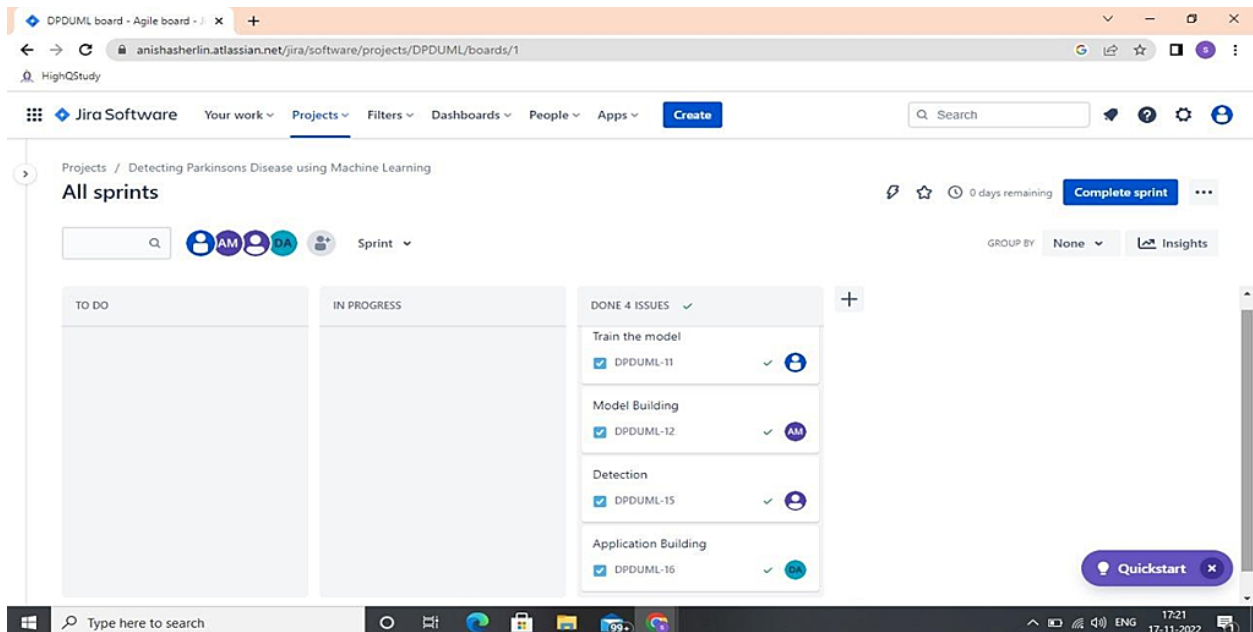 DPDUML board - Agile board - J
anishasherlin.atlassian.net/jira/software/projects/DPDUML/boards/1
G
s
HighQStudy
Jira Software Your work Projects Filters Dashboards People Apps Create Search
Projects / Detecting Parkinsons Disease using Machine Learning
All sprints
0 days remaining Complete sprint
AM DA Sprint
GROUP BY None Insights
TO DO IN PROGRESS DONE 4 ISSUES
Train the model
DPDUML-11
Model Building
DPDUML-12 AM
Detection
DPDUML-15
Application Building
DPDUML-16 DA
Quickstart
Type here to search
99+
ENG
17:21
17-11-2022